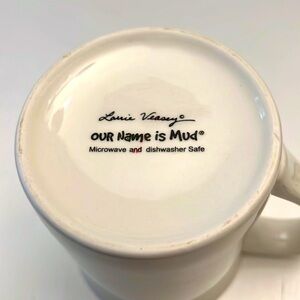 Lorrie Veasey©
OUR Name is Mud®
Microwave and dishwasher Safe